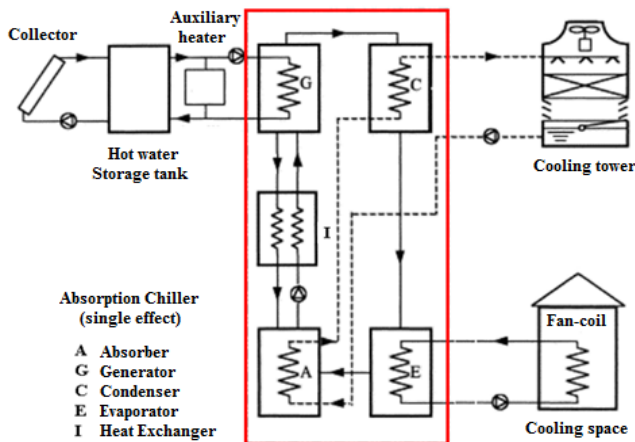 Collector
Auxiliary
heater
Hot water
Storage tank
G
C
Cooling tower
I
Absorption Chiller
(single effect)
A Absorber
G Generator
C Condenser
E Evaporator
I Heat Exchanger
A
E
Fan-coil
Cooling space